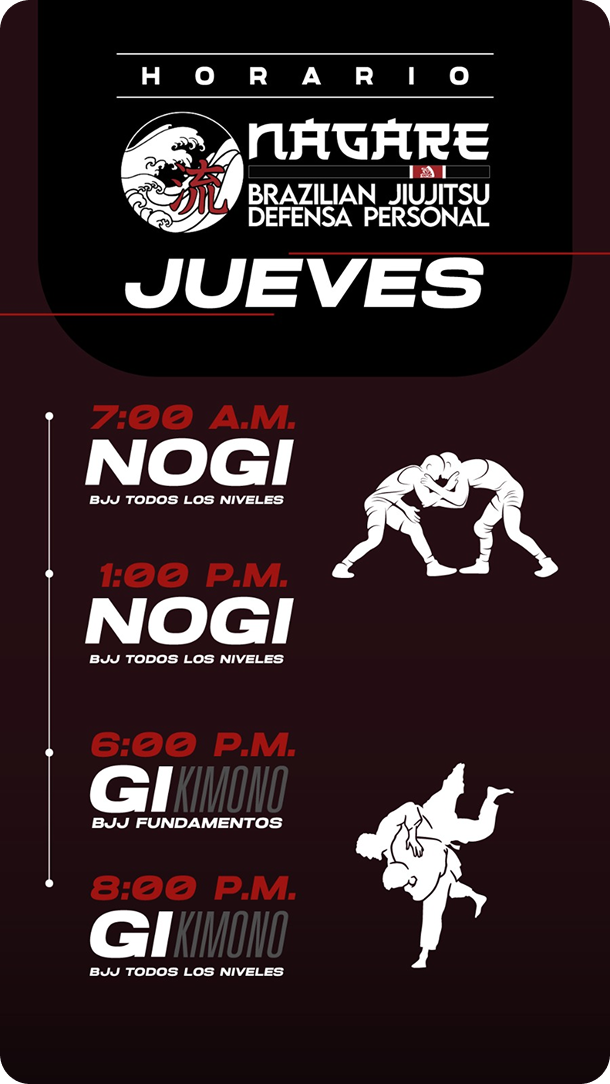 HORARIO
流
NAGARE
BRAZILIAN JIUJITSU
DEFENSA PERSONAL
JUEVES
7:00 A.M.
NOGI
BJJ TODOS LOS NIVELES
1:00 P.M.
NOGI
BJJ TODOS LOS NIVELES
6:00 P.M.
GI KIMONO
BJJ FUNDAMENTOS
8:00 P.M.
GI KIMONO
BJJ TODOS LOS NIVELES